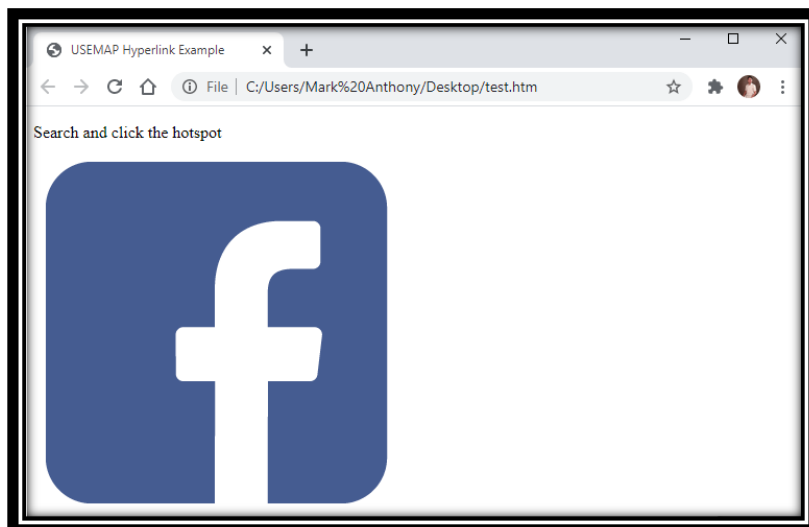 USEMAP Hyperlink Example
File C:/Users/Mark%20Anthony/Desktop/test.htm
Search and click the hotspot
f